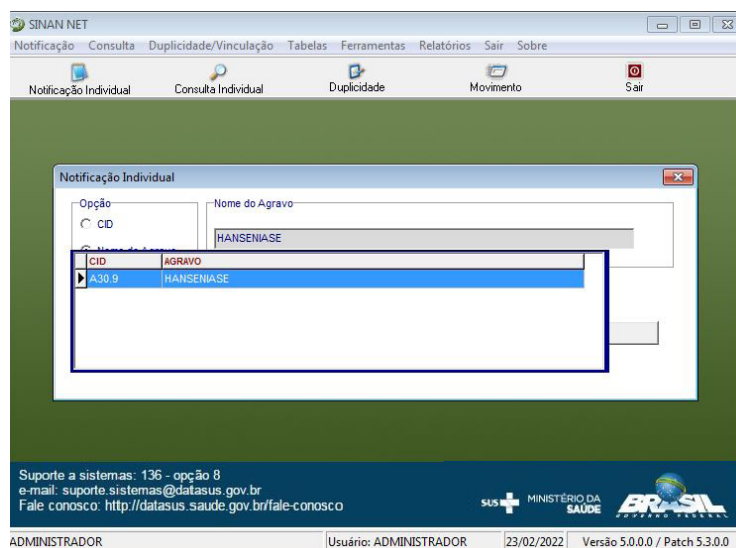 SINAN NET
Notificação Consulta Duplicidade/Vinculação Tabelas Ferramentas Relatórios Sair Sobre
Notificação Individual Consulta Individual Duplicidade Movimento Sair
Notificação Individual
Opção Nome do Agravo
CID
HANSENIASE
CID AGRAVO
A30.9 HANSENIASE
Suporte a sistemas: 136 - opção 8
e-mail: suporte.sistemas@datasus.gov.br
Fale conosco: http://datasus.saude.gov.br/fale-conosco
SUS MINISTÉRIO DA
SAÚDE
BRASIL
GOVERNO FEDERAL
ADMINISTRADOR Usuário: ADMINISTRADOR 23/02/2022 Versão 5.0.0.0 / Patch 5.3.0.0